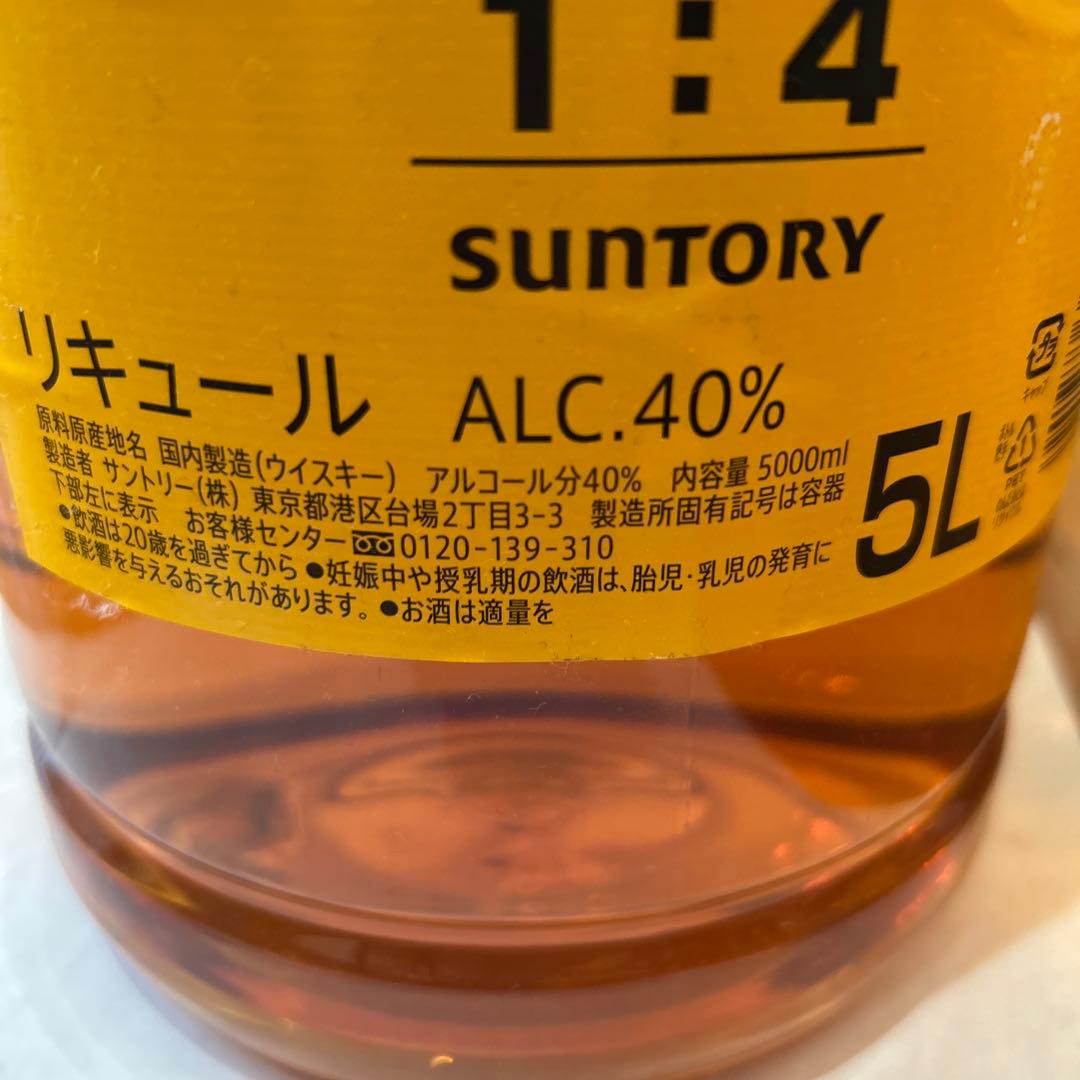 1:4
SUNTORY
リキュール ALC.40%
原料原産地名 国内製造(ウイスキー) アルコール分40% 内容量 5000ml
製造者 サントリー(株) 東京都港区台場2丁目3-3 製造所固有記号は容器
下部左に表示 お客様センター 0120-139-310
●飲酒は20歳を過ぎてから ●妊娠中や授乳期の飲酒は、胎児・乳児の発育に
悪影響を与えるおそれがあります。 ●お酒は適量を
5L
キャップ
PET